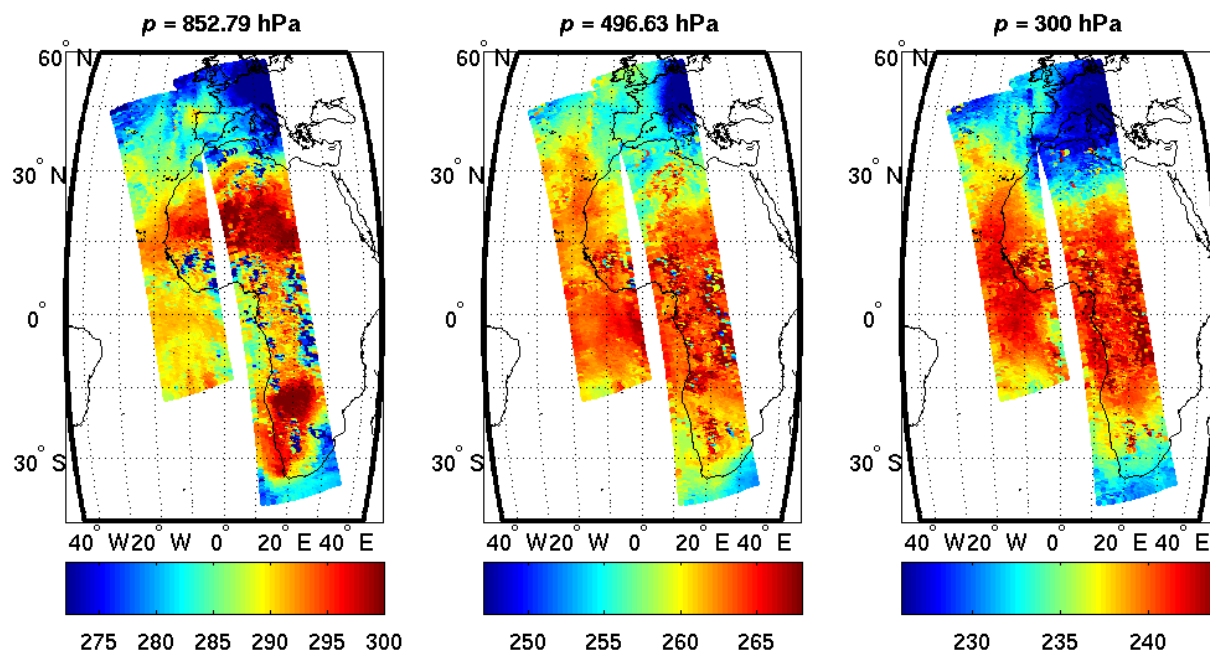 p = 852.79 hPa
60° N
30° N
0°
30° S
40° W 20° W 0° 20° E 40° E
275 280 285 290 295 300
p = 496.63 hPa
60° N
30° N
0°
30° S
40° W 20° W 0° 20° E 40° E
250 255 260 265
p = 300 hPa
60° N
30° N
0°
30° S
40° W 20° W 0° 20° E 40° E
230 235 240